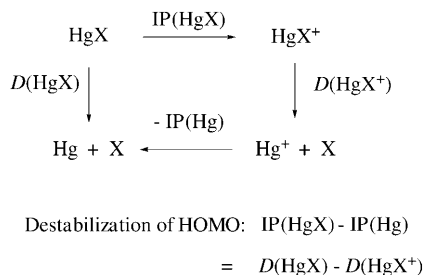 HgX IP(HgX) HgX⁺
D(HgX) D(HgX⁺)
- IP(Hg)
Hg + X Hg⁺ + X
Destabilization of HOMO: IP(HgX) - IP(Hg)
= D(HgX) - D(HgX⁺)